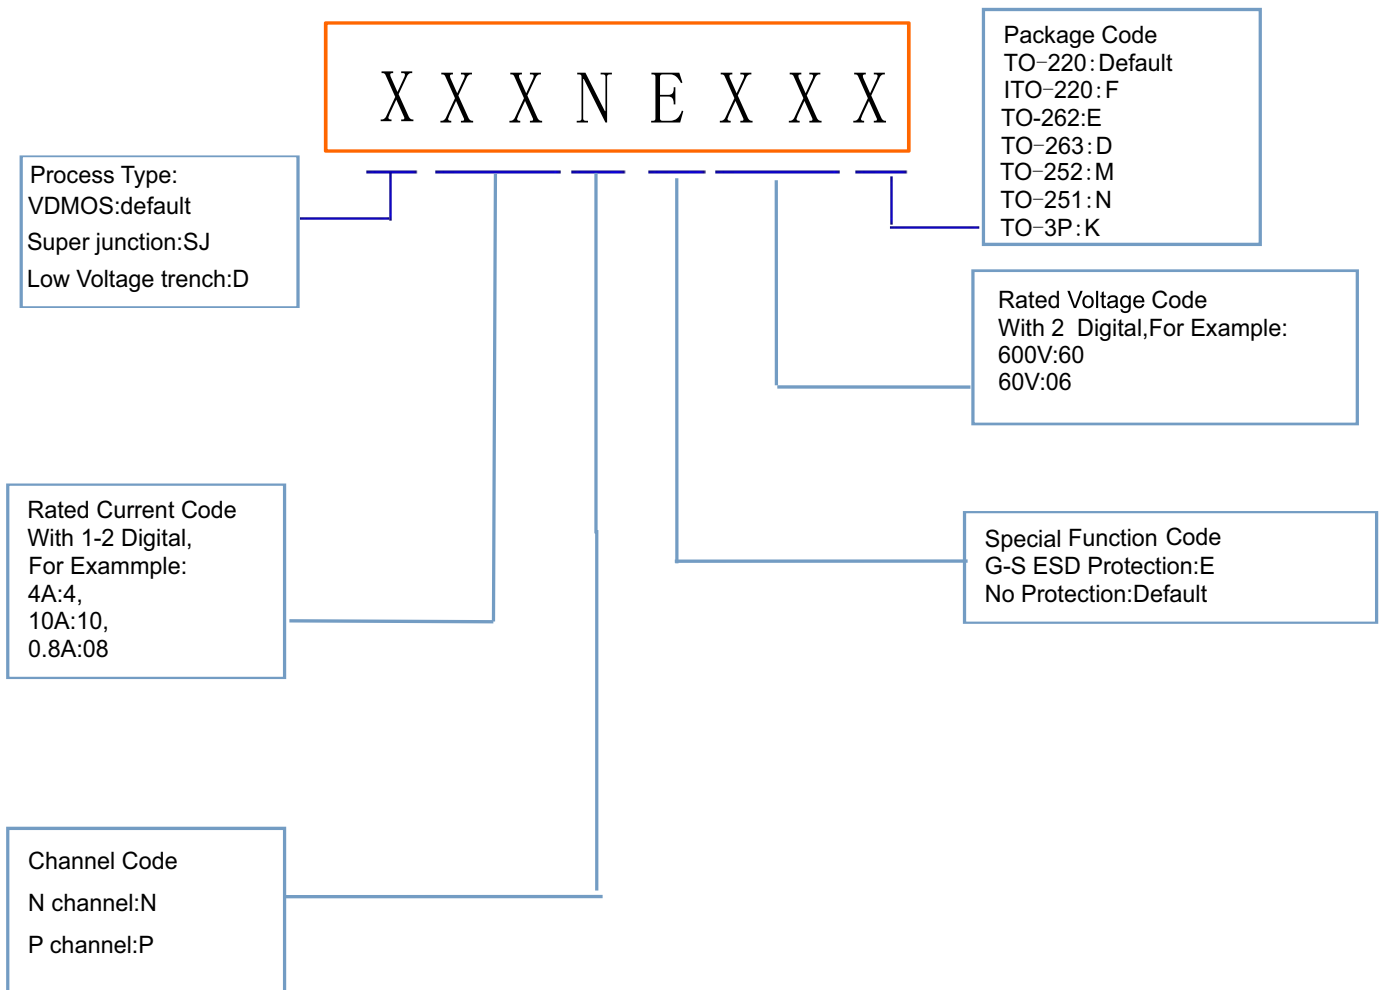 X X X N E X X X
Package Code
TO-220:Default
ITO-220:F
TO-262:E
TO-263:D
TO-252:M
TO-251:N
TO-3P:K
Process Type:
VDMOS:default
Super junction:SJ
Low Voltage trench:D
Rated Voltage Code
With 2 Digital,For Example:
600V:60
60V:06
Rated Current Code
With 1-2 Digital,
For Exammple:
4A:4,
10A:10,
0.8A:08
Special Function Code
G-S ESD Protection:E
No Protection:Default
Channel Code
N channel:N
P channel:P